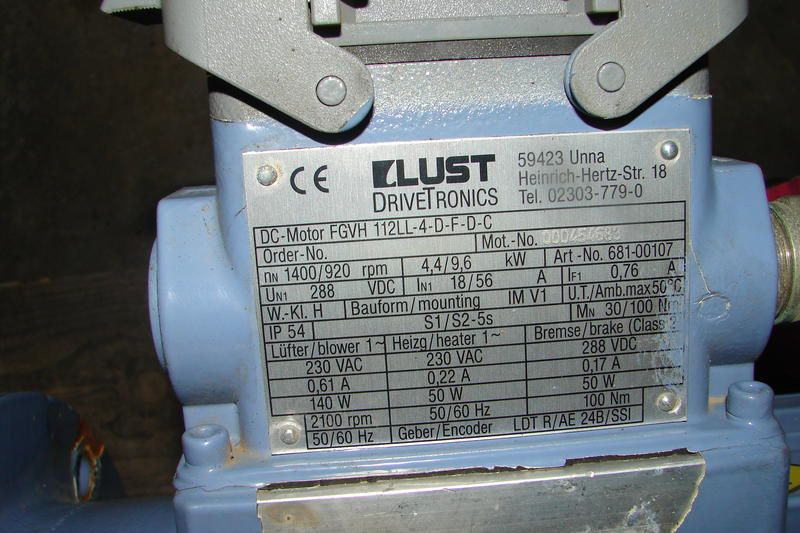 CE LUST 59423 Unna
DRIVETRONICS Heinrich-Hertz-Str. 18
Tel. 02303-779-0
DC-Motor FGVH 112LL-4-D-F-D-C
Order-No. Mot.-No.
nN 1400/920 rpm 4,4/9,6 kW Art-No. 681-00107
UN1 288 VDC IN1 18/56 A IF1 0,76 A
W.-Kl. H Bauform/mounting IM V1 U.T./Amb.max50°C
IP 54 S1/S2-5s MN 30/100 Nm
Lüfter/blower 1~ Heizg/heater 1~ Bremse/brake
230 VAC 230 VAC 288 VDC
0,61 A 0,22 A 0,17 A
140 W 50 W 50 W
2100 rpm 50/60 Hz 100 Nm
50/60 Hz Geber/Encoder LDT R/AE 24B/SSI